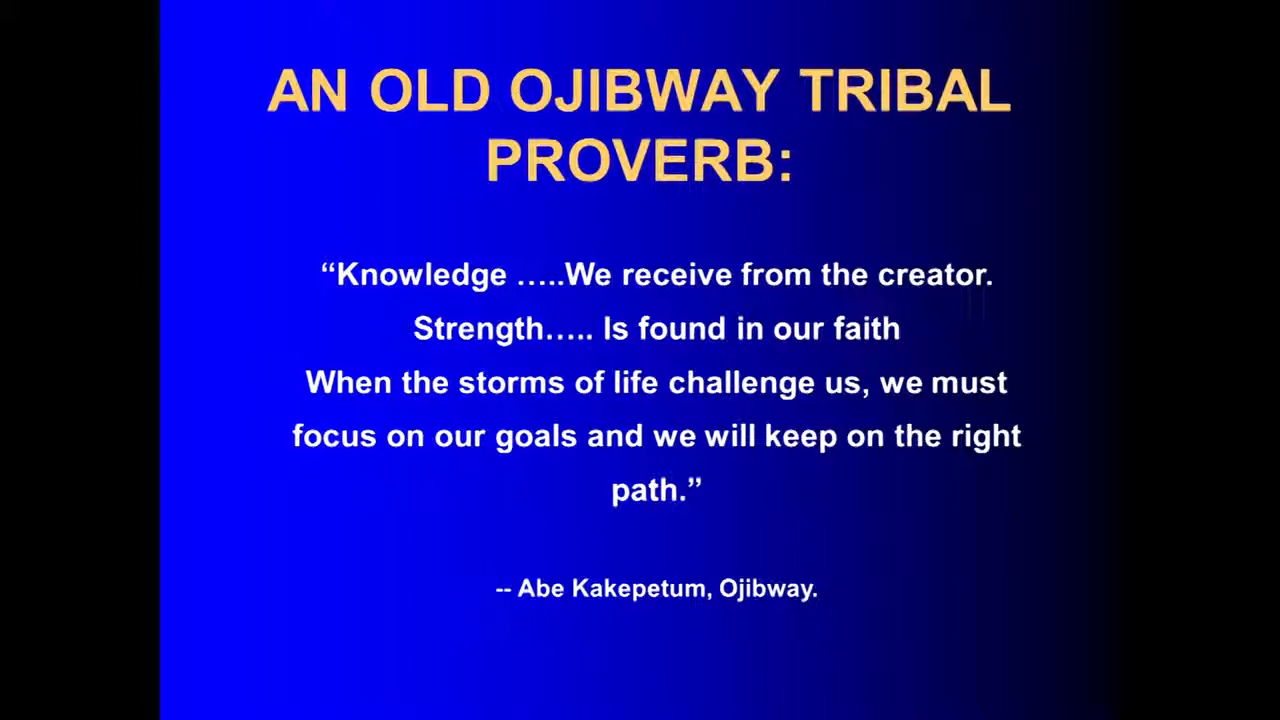 AN OLD OJIBWAY TRIBAL
PROVERB:
“Knowledge …..We receive from the creator.
Strength….. Is found in our faith
When the storms of life challenge us, we must
focus on our goals and we will keep on the right
path.”
-- Abe Kakepetum, Ojibway.